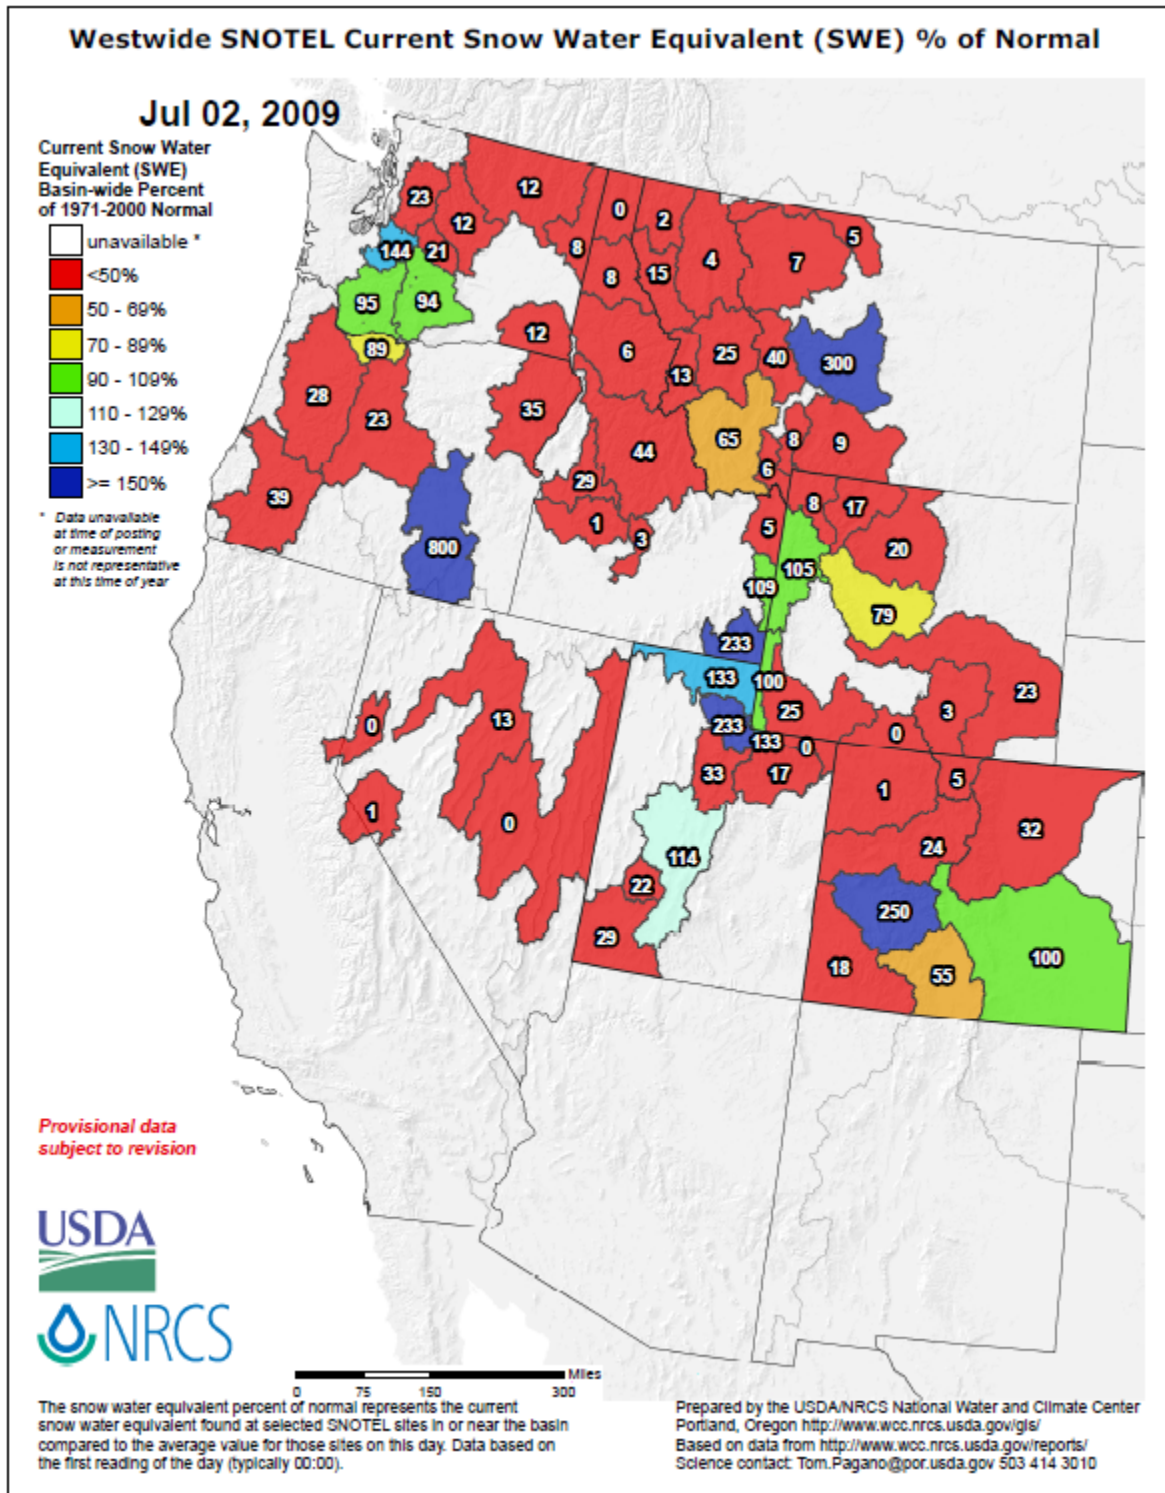 Westwide SNOTEL Current Snow Water Equivalent (SWE) % of Normal
Jul 02, 2009
Current Snow Water
Equivalent (SWE)
Basin-wide Percent
of 1971-2000 Normal
unavailable *
<50%
50 - 69%
70 - 89%
90 - 109%
110 - 129%
130 - 149%
>= 150%
* Data unavailable
at time of posting
or measurement
is not representative
at this time of year
23
12
12
0
2
5
144
21
8
8
15
4
7
95
94
12
89
6
13
25
40
300
28
23
35
44
65
8
9
6
39
29
1
3
5
8
17
20
800
109
105
79
233
133
100
25
23
3
0
0
13
233
133
0
33
17
1
5
1
0
32
24
114
22
250
29
18
55
100
Provisional data
subject to revision
USDA
NRCS
Miles
0 75 150 300
The snow water equivalent percent of normal represents the current
snow water equivalent found at selected SNOTEL sites in or near the basin
compared to the average value for those sites on this day. Data based on
the first reading of the day (typically 00:00).
Prepared by the USDA/NRCS National Water and Climate Center
Portland, Oregon http://www.wcc.nrcs.usda.gov/gis/
Based on data from http://www.wcc.nrcs.usda.gov/reports/
Science contact: Tom.Pagano@por.usda.gov 503 414 3010